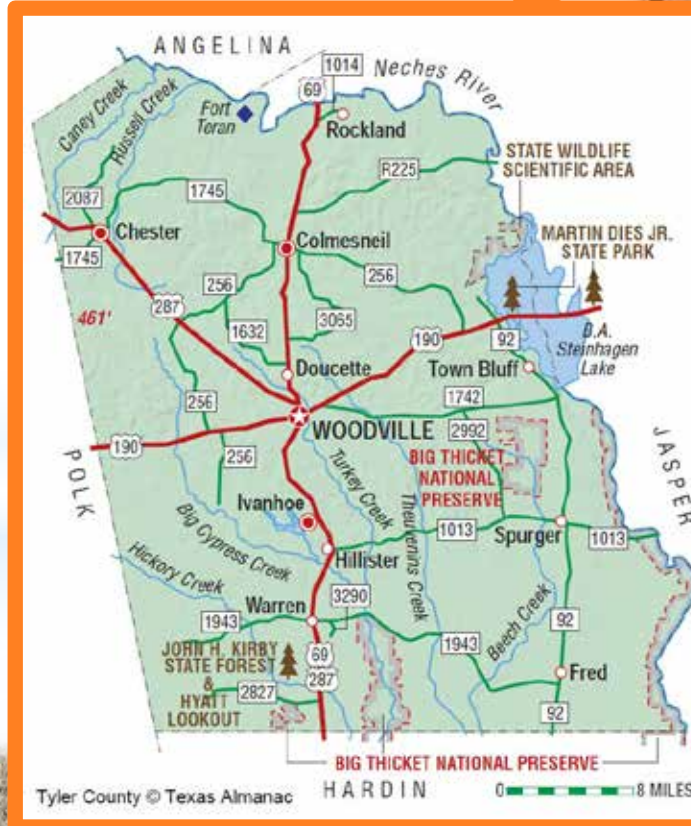 ANGELINA
1014
Neches River
69
Caney Creek
Russell Creek
Fort
Teran
Rockland
STATE WILDLIFE
SCIENTIFIC AREA
R225
2087
1745
MARTIN DIES JR.
STATE PARK
Chester
Colmesneil
1745
256
256
287
461'
1632
3065
190
92
B.A.
Steinhagen
Lake
Doucette
Town Bluff
256
1742
WOODVILLE
2992
190
256
BIG THICKET
NATIONAL
PRESERVE
POLK
JASPER
Turkey Creek
Theuvenins Creek
Ivanhoe
Big Cypress Creek
1013
Spurger
1013
Hillister
Hickory Creek
Beech Creek
3290
Warren
92
1943
1943
JOHN H. KIRBY
STATE FOREST
&
HYATT
LOOKOUT
69
287
Fred
2827
92
BIG THICKET NATIONAL PRESERVE
Tyler County © Texas Almanac
HARDIN
0 8 MILES